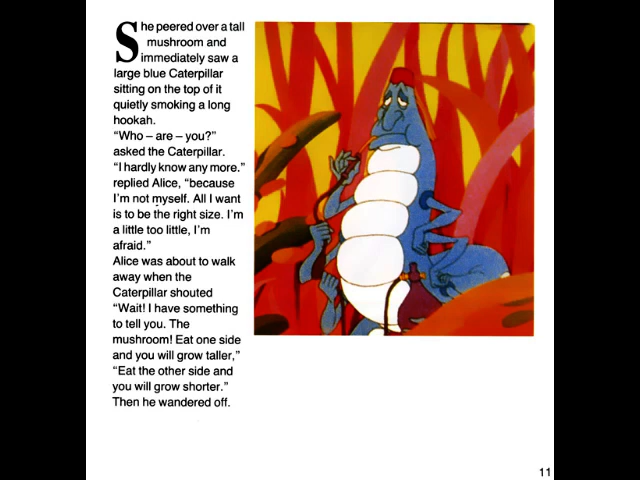 She peered over a tall
mushroom and
immediately saw a
large blue Caterpillar
sitting on the top of it
quietly smoking a long
hookah.
“Who – are – you?”
asked the Caterpillar.
“I hardly know any more.”
replied Alice, “because
I’m not myself. All I want
is to be the right size. I’m
a little too little, I’m
afraid.”
Alice was about to walk
away when the
Caterpillar shouted
“Wait! I have something
to tell you. The
mushroom! Eat one side
and you will grow taller,”
“Eat the other side and
you will grow shorter.”
Then he wandered off.
11